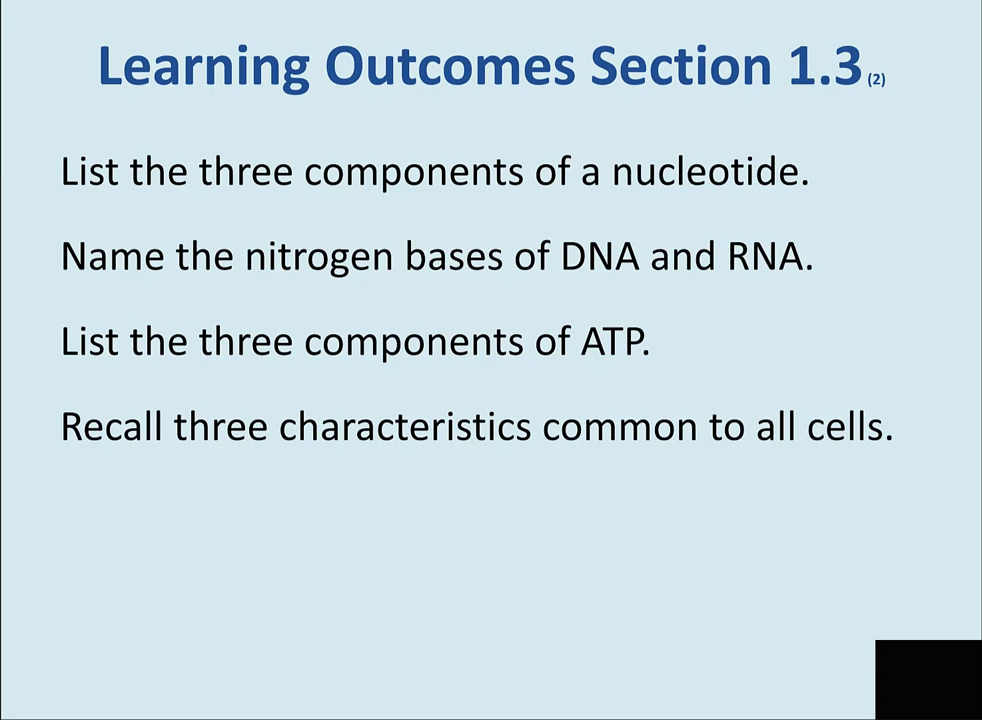 Learning Outcomes Section 1.3 (2)
List the three components of a nucleotide.
Name the nitrogen bases of DNA and RNA.
List the three components of ATP.
Recall three characteristics common to all cells.